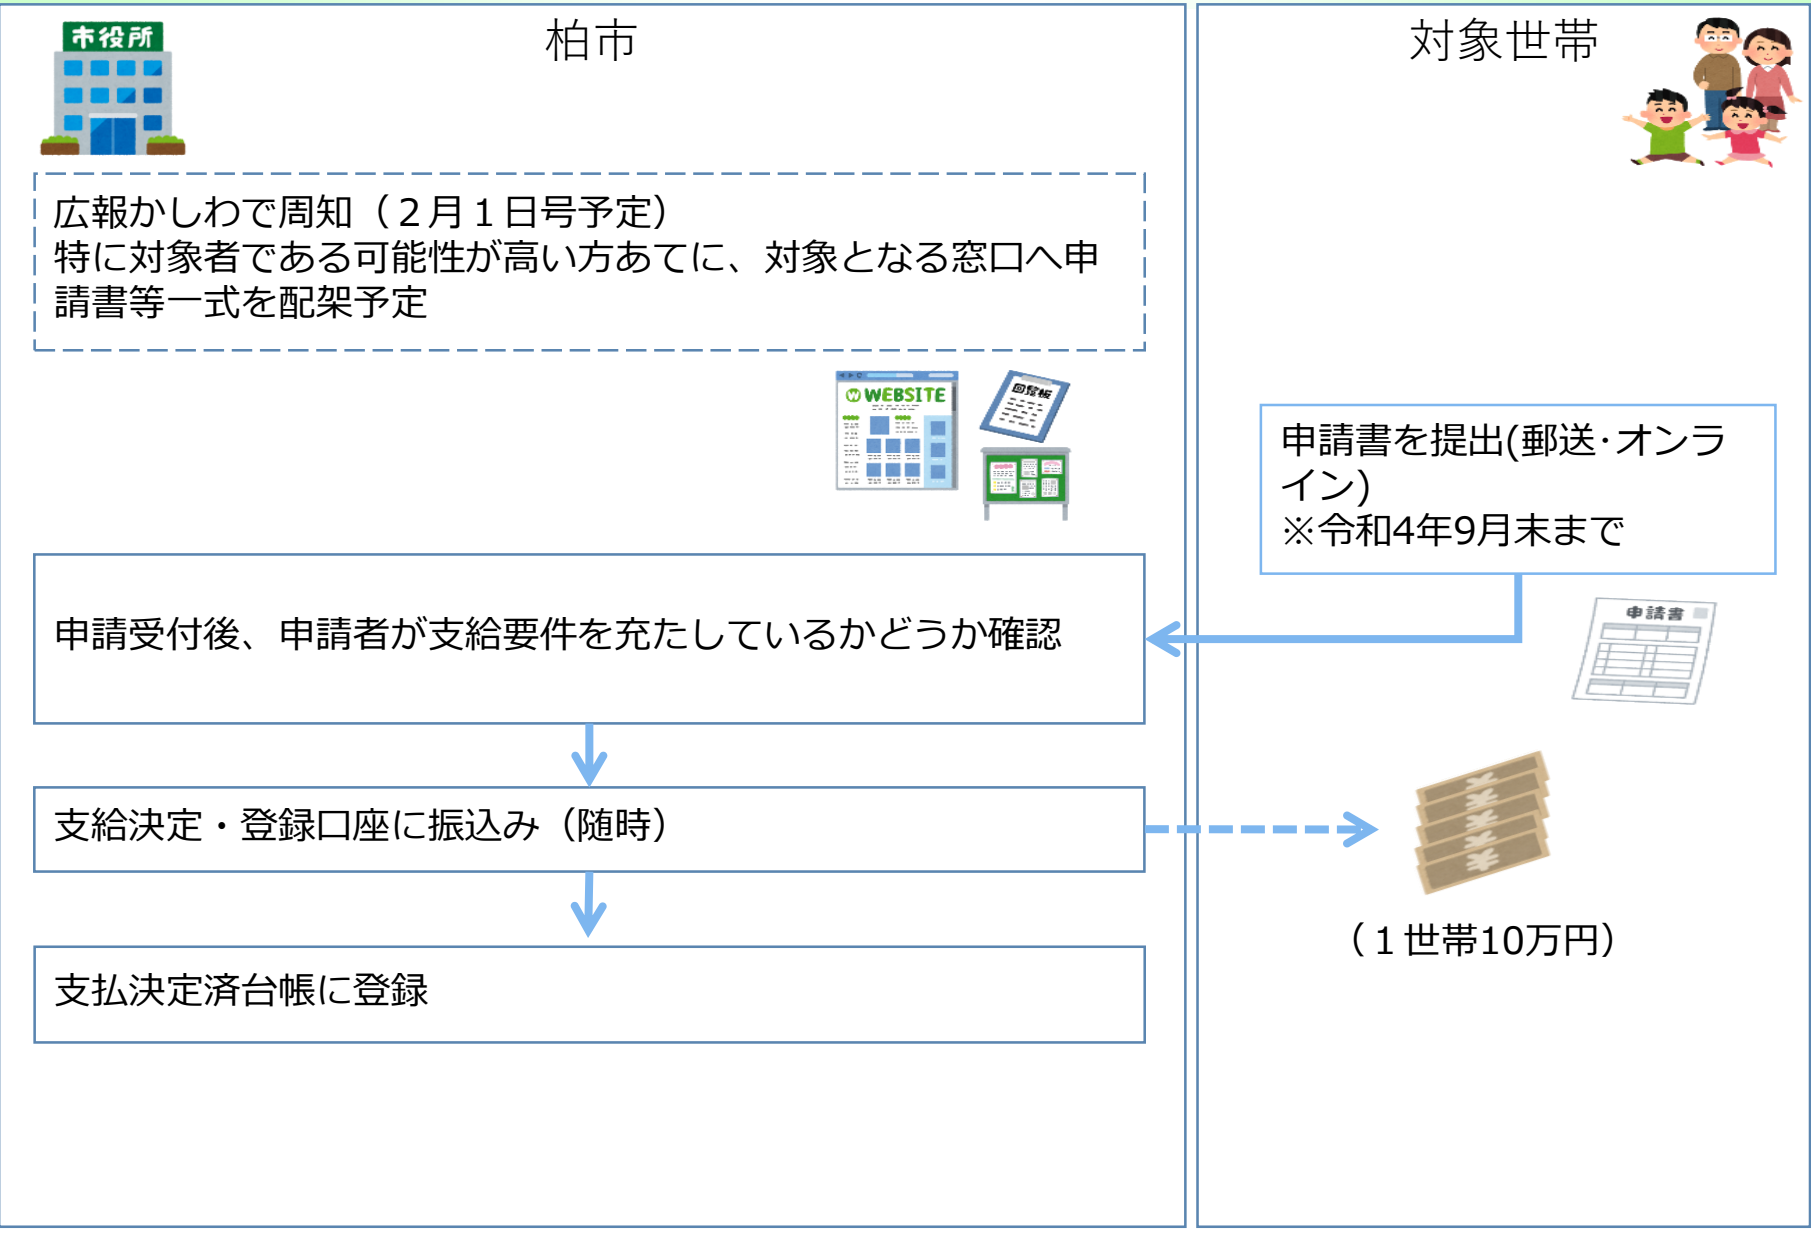 市役所
柏市
対象世帯
広報かしわで周知（２月１日号予定）
特に対象者である可能性が高い方あてに、対象となる窓口へ申
請書等一式を配架予定
WEBSITE
回覧板
申請書を提出(郵送･オンラ
イン)
※令和4年9月末まで
申請受付後、申請者が支給要件を充たしているかどうか確認
申請書
支給決定・登録口座に振込み（随時）
（１世帯10万円）
支払決定済台帳に登録